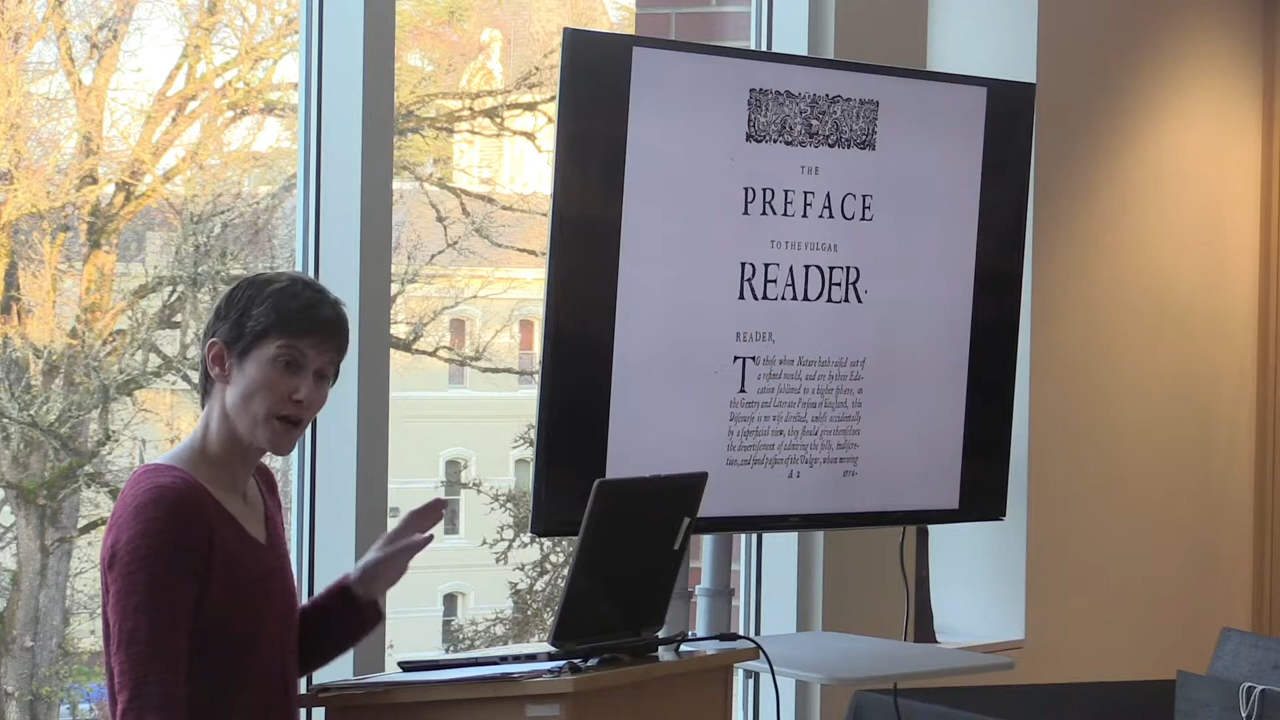 THE
PREFACE
TO THE VULGAR
READER.
READER,
TO those whom Nature hath raised out of
a refined mould, and are by their Edu-
cation sublimed to a higher sphere, as
the Gentry and Literate Persons of England, this
Discourse is no wise directed, unless accidentally
by a superficial view, they should give themselves
the divertisement of admiring the folly, indiscre-
tion, and fond passion of the Vulgar, whom moving
A 2